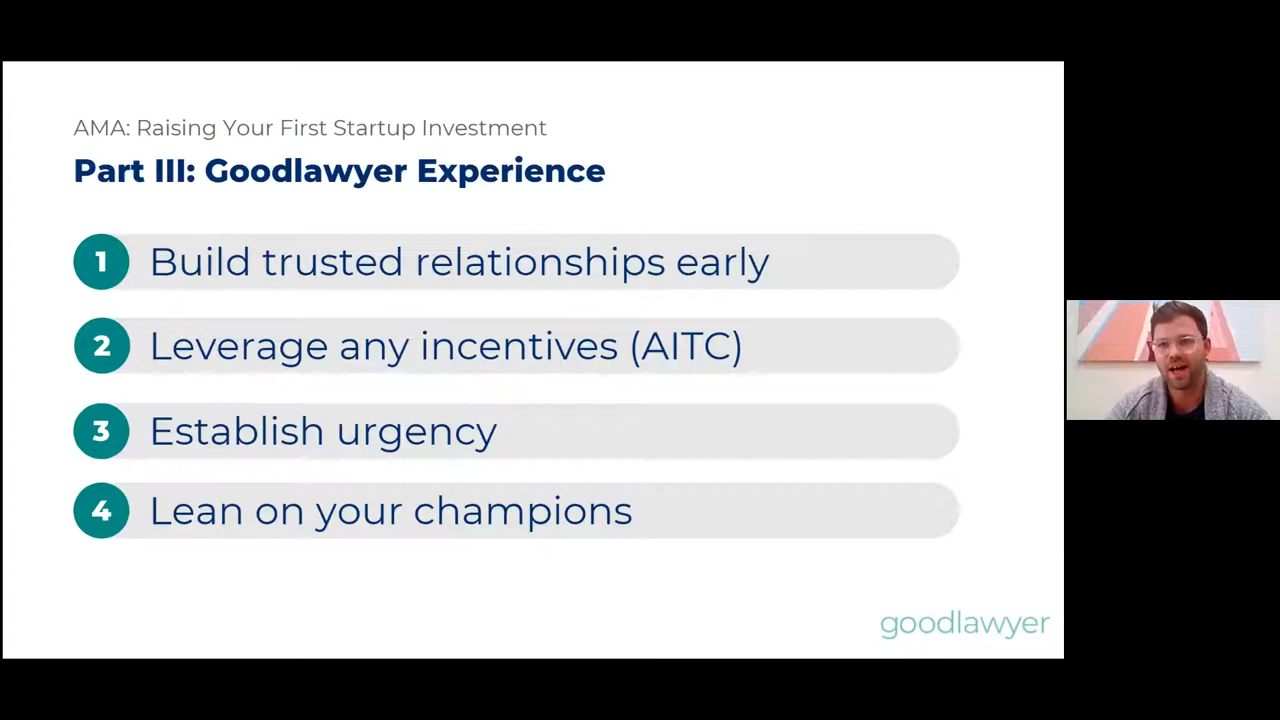 AMA: Raising Your First Startup Investment
Part III: Goodlawyer Experience
1 Build trusted relationships early
2 Leverage any incentives (AITC)
3 Establish urgency
4 Lean on your champions
goodlawyer